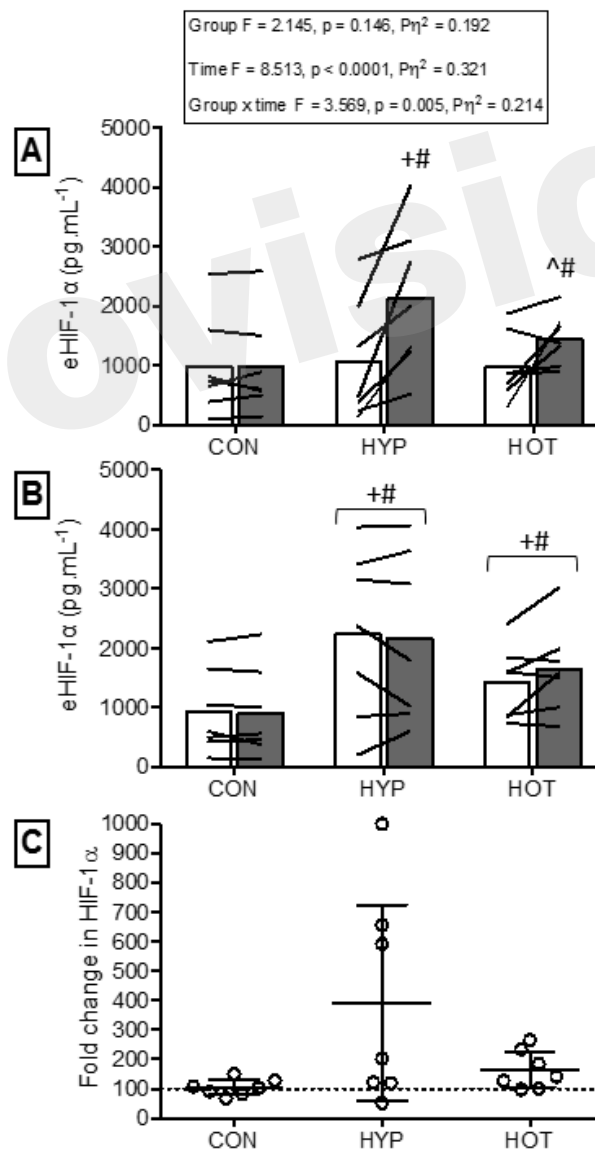 Group F = 2.145, p = 0.146, Pη² = 0.192
Time F = 8.513, p < 0.0001, Pη² = 0.321
Group x time F = 3.569, p = 0.005, Pη² = 0.214
A
eHIF-1α (pg.mL⁻¹)
5000
4000
3000
2000
1000
0
+#
^#
CON HYP HOT
B
eHIF-1α (pg.mL⁻¹)
5000
4000
3000
2000
1000
0
+#
+#
CON HYP HOT
C
Fold change in HIF-1α
1000
900
800
700
600
500
400
300
200
100
0
CON HYP HOT
ovisio